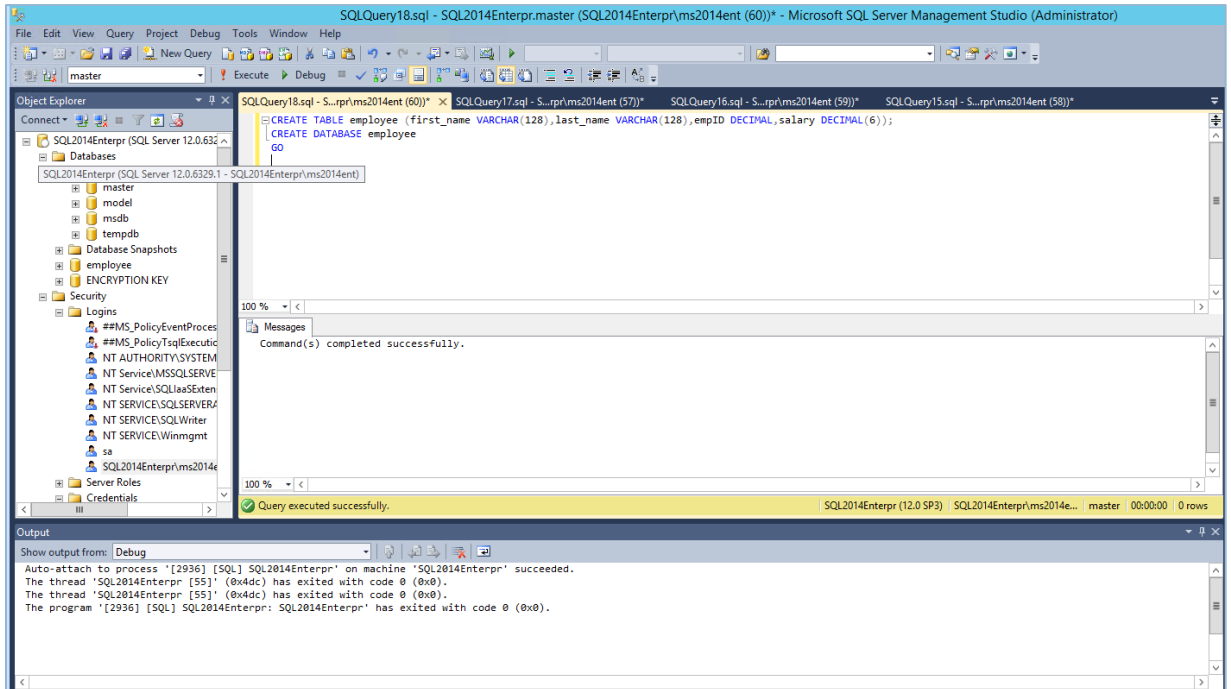 SQLQuery18.sql - SQL2014Enterpr.master (SQL2014Enterpr\ms2014ent (60))* - Microsoft SQL Server Management Studio (Administrator)
File Edit View Query Project Debug Tools Window Help
New Query
master Execute Debug
Object Explorer
SQLQuery18.sql - S...rpr\ms2014ent (60))* SQLQuery17.sql - S...rpr\ms2014ent (57))* SQLQuery16.sql - S...rpr\ms2014ent (59))* SQLQuery15.sql - S...rpr\ms2014ent (58))*
Connect
CREATE TABLE employee (first_name VARCHAR(128),last_name VARCHAR(128),empID DECIMAL,salary DECIMAL(6));
CREATE DATABASE employee
GO
SQL2014Enterpr (SQL Server 12.0.632
Databases
SQL2014Enterpr (SQL Server 12.0.6329.1 - SQL2014Enterpr\ms2014ent)
master
model
msdb
tempdb
Database Snapshots
employee
ENCRYPTION KEY
Security
Logins
##MS_PolicyEventProces
##MS_PolicyTsqlExecutic
NT AUTHORITY\SYSTEM
NT Service\MSSQLSERVE
NT Service\SQLIaaSExten
NT SERVICE\SQLSERVERA
NT SERVICE\SQLWriter
NT SERVICE\Winmgmt
sa
SQL2014Enterpr\ms2014e
Server Roles
Credentials
100 %
Messages
Command(s) completed successfully.
100 %
Query executed successfully. SQL2014Enterpr (12.0 SP3) SQL2014Enterpr\ms2014e... master 00:00:00 0 rows
Output
Show output from: Debug
Auto-attach to process '[2936] [SQL] SQL2014Enterpr' on machine 'SQL2014Enterpr' succeeded.
The thread 'SQL2014Enterpr [55]' (0x4dc) has exited with code 0 (0x0).
The thread 'SQL2014Enterpr [55]' (0x4dc) has exited with code 0 (0x0).
The program '[2936] [SQL] SQL2014Enterpr: SQL2014Enterpr' has exited with code 0 (0x0).